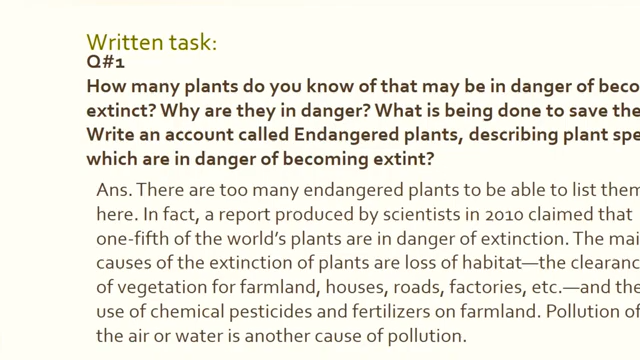 Written task:
Q#1
How many plants do you know of that may be in danger of beco
extinct? Why are they in danger? What is being done to save the
Write an account called Endangered plants, describing plant spe
which are in danger of becoming extint?
Ans. There are too many endangered plants to be able to list them
here. In fact, a report produced by scientists in 2010 claimed that
one-fifth of the world's plants are in danger of extinction. The mai
causes of the extinction of plants are loss of habitat—the clearanc
of vegetation for farmland, houses, roads, factories, etc.—and the
use of chemical pesticides and fertilizers on farmland. Pollution of
the air or water is another cause of pollution.